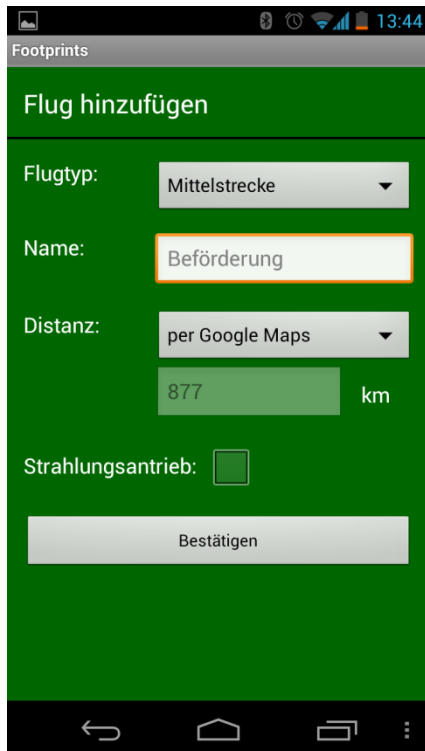 13:44
Footprints
Flug hinzufügen
Flugtyp:
Mittelstrecke
Name:
Beförderung
Distanz:
per Google Maps
877
km
Strahlungsantrieb:
Bestätigen